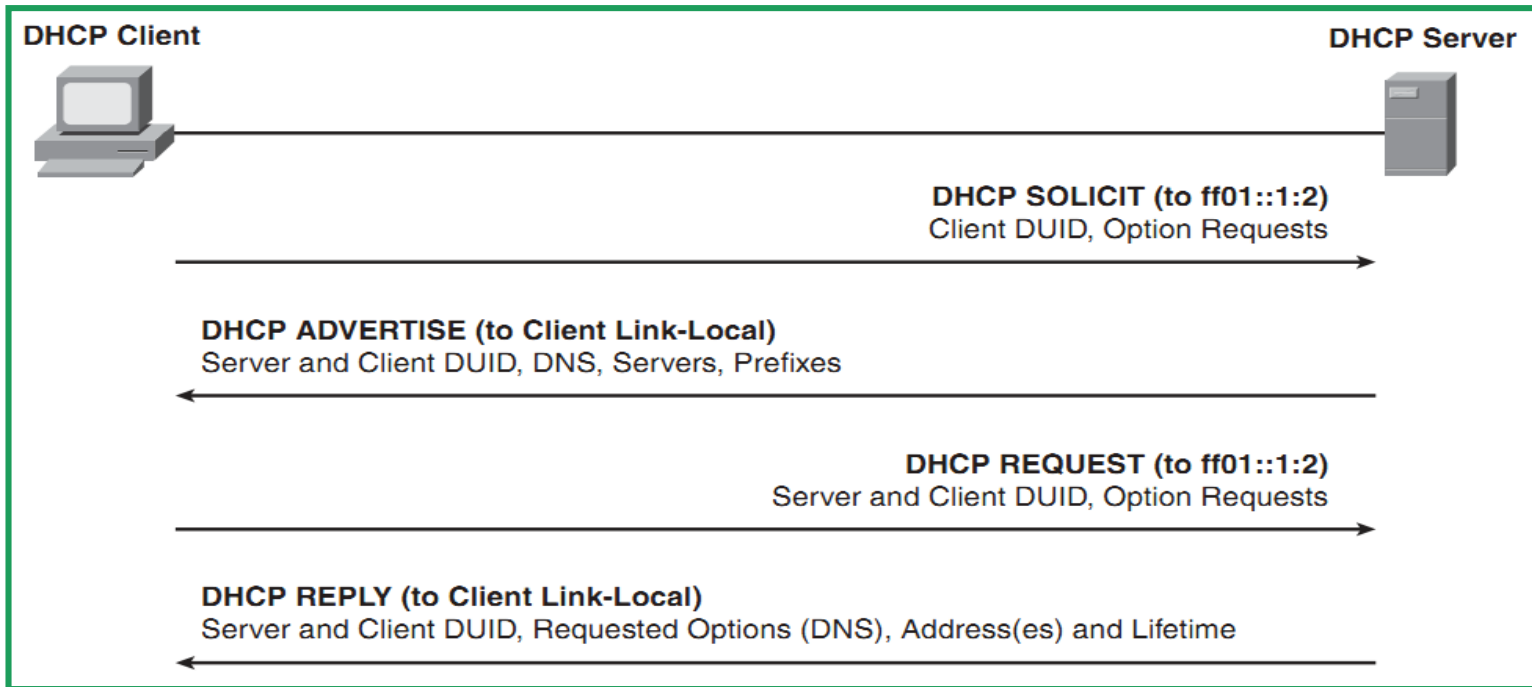 DHCP Client
DHCP Server
DHCP SOLICIT (to ff01::1:2)
Client DUID, Option Requests
DHCP ADVERTISE (to Client Link-Local)
Server and Client DUID, DNS, Servers, Prefixes
DHCP REQUEST (to ff01::1:2)
Server and Client DUID, Option Requests
DHCP REPLY (to Client Link-Local)
Server and Client DUID, Requested Options (DNS), Address(es) and Lifetime